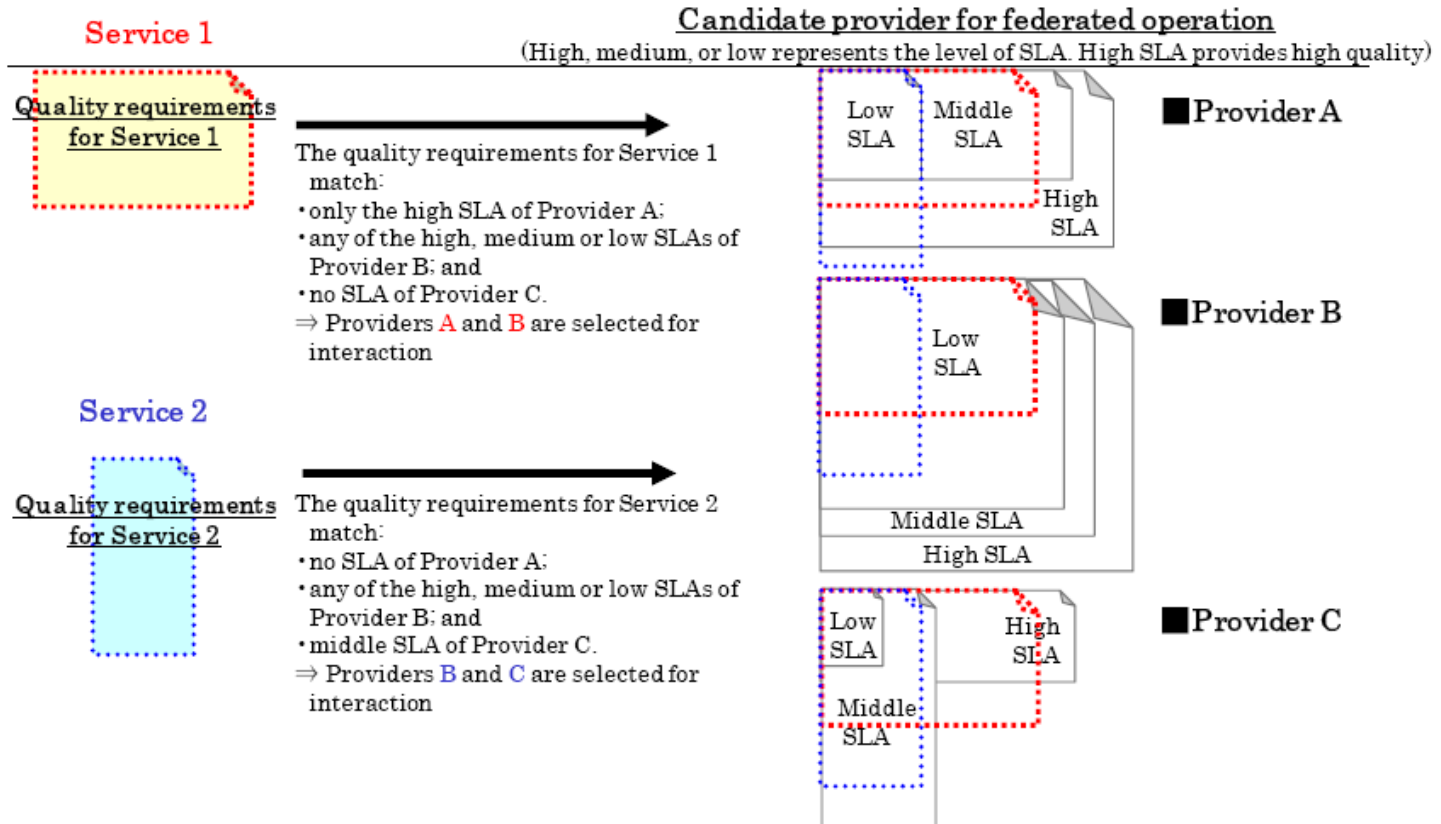 Service 1
Candidate provider for federated operation
(High, medium, or low represents the level of SLA. High SLA provides high quality)
Quality requirements
for Service 1
The quality requirements for Service 1
match:
・only the high SLA of Provider A;
・any of the high, medium or low SLAs of
Provider B; and
・no SLA of Provider C.
⇒ Providers A and B are selected for
interaction
Low
SLA
Middle
SLA
High
SLA
■Provider A
Low
SLA
Middle SLA
High SLA
■Provider B
Service 2
Quality requirements
for Service 2
The quality requirements for Service 2
match:
・no SLA of Provider A;
・any of the high, medium or low SLAs of
Provider B; and
・middle SLA of Provider C.
⇒ Providers B and C are selected for
interaction
Low
SLA
High
SLA
Middle
SLA
■Provider C